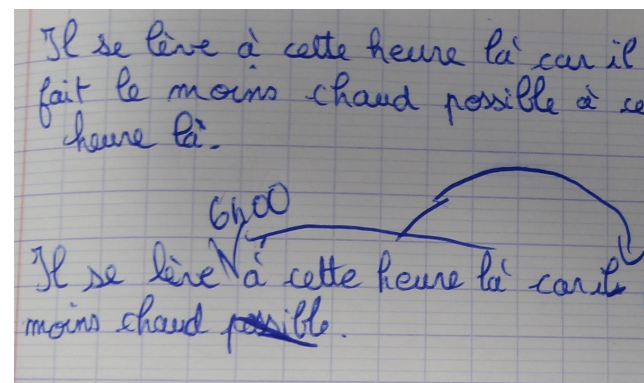 Il se lève à cette heure là car il
fait le moins chaud possible à ce
heure là.
6h00
Il se lève à cette heure là car il
moins chaud possible.